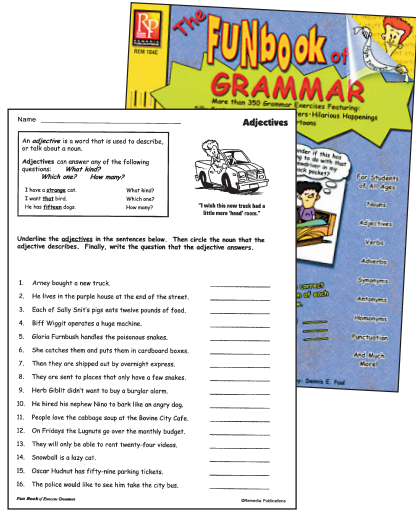 RP
REMEDIA
PUBLICATIONS
REM 104C
The
FUNbook of
GRAMMAR
More than 350 Grammar Exercises Featuring:
Hilarious Happenings
For Students
of All Ages
Nouns
Adjectives
Verbs
Adverbs
Synonyms
Antonyms
Homonyms
Punctuation
And Much
More!
by: Dennis E. Paul
Name
Adjectives
An adjective is a word that is used to describe,
or talk about a noun.
Adjectives can answer any of the following
questions: What kind?
Which one? How many?
I have a strange cat. What kind?
I want that bird. Which one?
He has fifteen dogs. How many?
"I wish this new truck had a
little more 'head' room."
Underline the adjectives in the sentences below. Then circle the noun that the
adjective describes. Finally, write the question that the adjective answers.
1. Arney bought a new truck.
2. He lives in the purple house at the end of the street.
3. Each of Sally Snit's pigs eats twelve pounds of food.
4. Biff Wiggit operates a huge machine.
5. Gloria Furnbush handles the poisonous snakes.
6. She catches them and puts them in cardboard boxes.
7. Then they are shipped out by overnight express.
8. They are sent to places that only have a few snakes.
9. Herb Giblit didn't want to buy a burglar alarm.
10. He hired his nephew Nino to bark like an angry dog.
11. People love the cabbage soup at the Bovine City Cafe.
12. On Fridays the Lugnuts go over the monthly budget.
13. They will only be able to rent twenty-four videos.
14. Snowball is a lazy cat.
15. Oscar Hudnut has fifty-nine parking tickets.
16. The police would like to see him take the city bus.
Fun Book of Everyday Grammar
©Remedia Publications